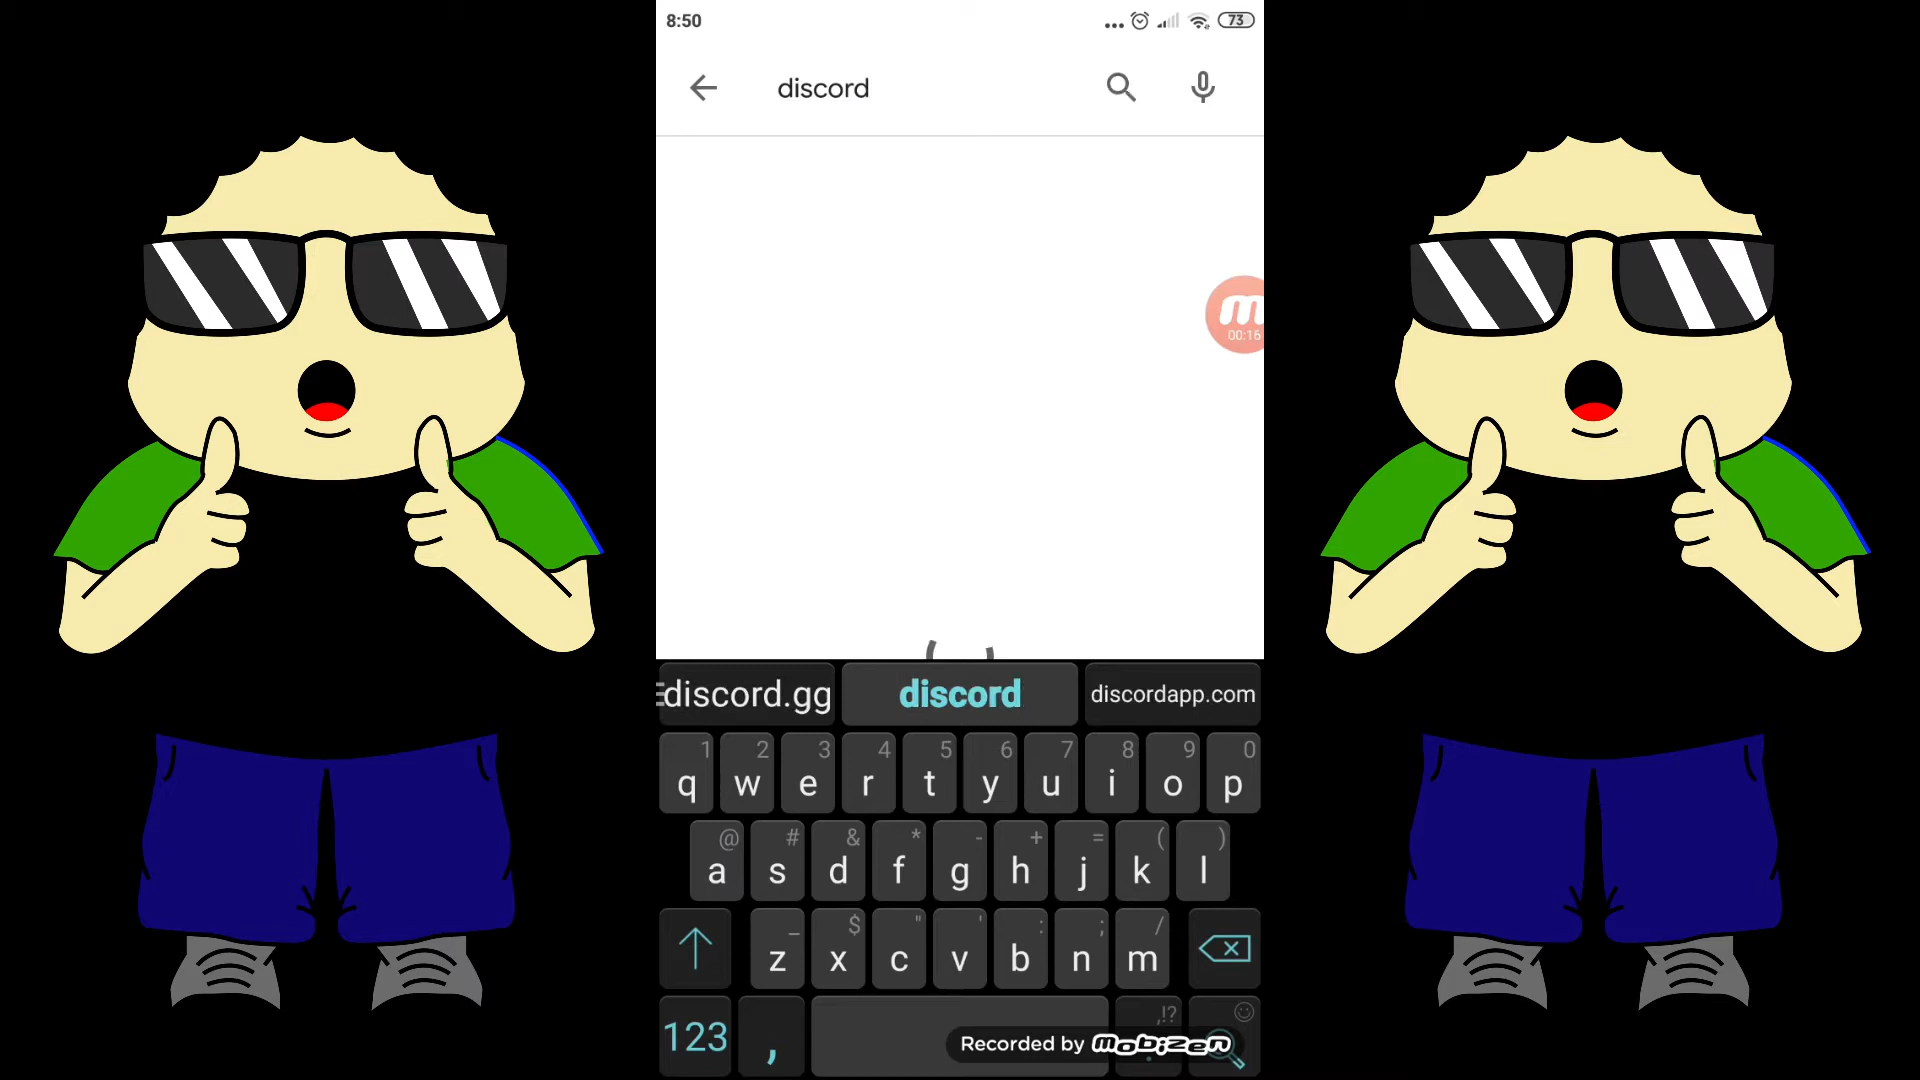 8:50
73
discord
m
00:16
discord.gg discord discordapp.com
1 2 3 4 5 6 7 8 9 0
q w e r t y u i o p
@ # & * - + = ( )
a s d f g h j k l
_ $ " ' : ; /
z x c v b n m
,!?
123 ,
Recorded by mobizen